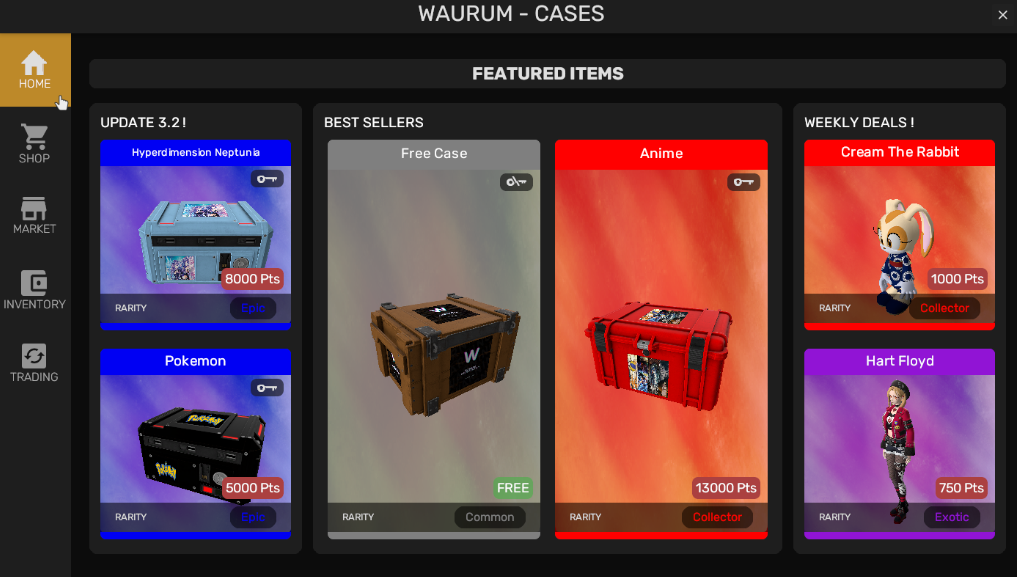 WAURUM - CASES
HOME
SHOP
MARKET
INVENTORY
TRADING
FEATURED ITEMS
UPDATE 3.2 !
Hyperdimension Neptunia
8000 Pts
RARITY
Epic
Pokemon
POKÉMON
POKÉMON
5000 Pts
RARITY
Epic
BEST SELLERS
Free Case
W
FREE
RARITY
Common
Anime
13000 Pts
RARITY
Collector
WEEKLY DEALS !
Cream The Rabbit
1000 Pts
RARITY
Collector
Hart Floyd
750 Pts
RARITY
Exotic